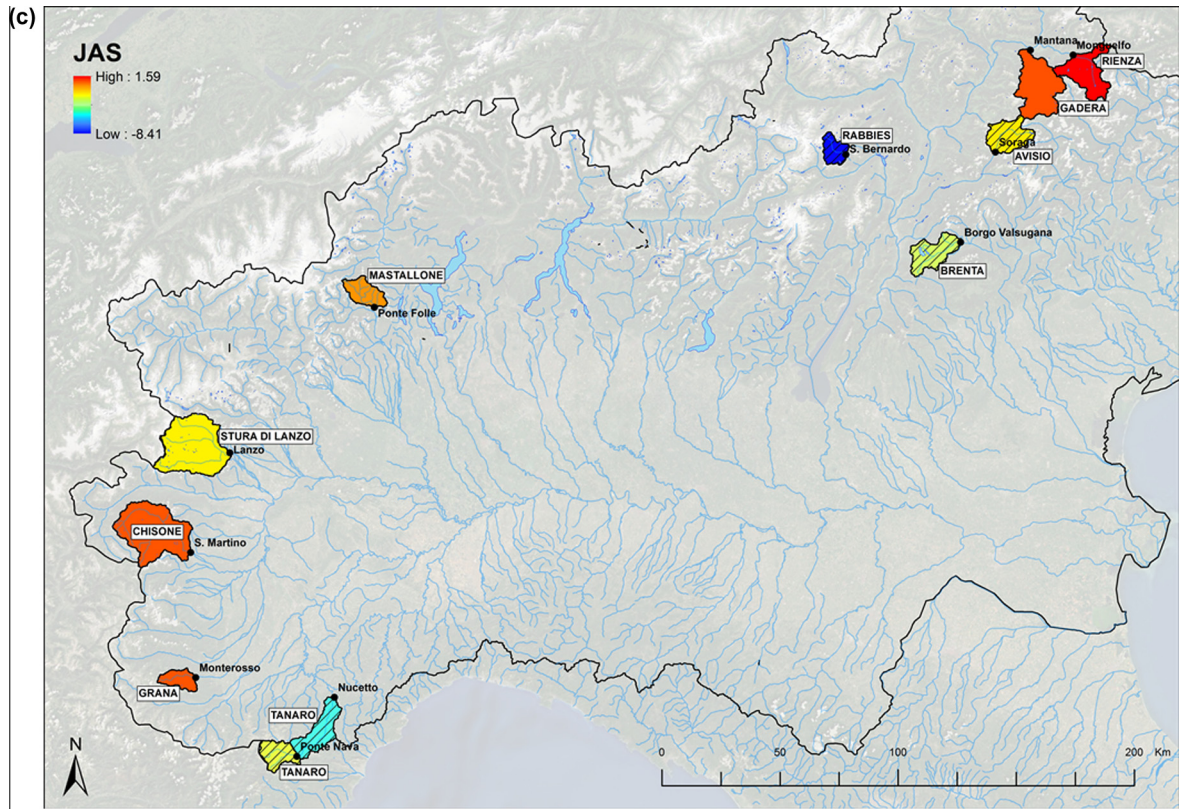 (c)
JAS
High : 1.59
Low : -8.41
Mantana
Monguelfo
RIENZA
GADERA
RABBIES
S. Bernardo
Soraga
AVISIO
Borgo Valsugana
BRENTA
MASTALLONE
Ponte Folle
STURA DI LANZO
Lanzo
CHISONE
S. Martino
Monterosso
GRANA
Nucetto
TANARO
Ponte Nava
TANARO
N
0 50 100 200 Km